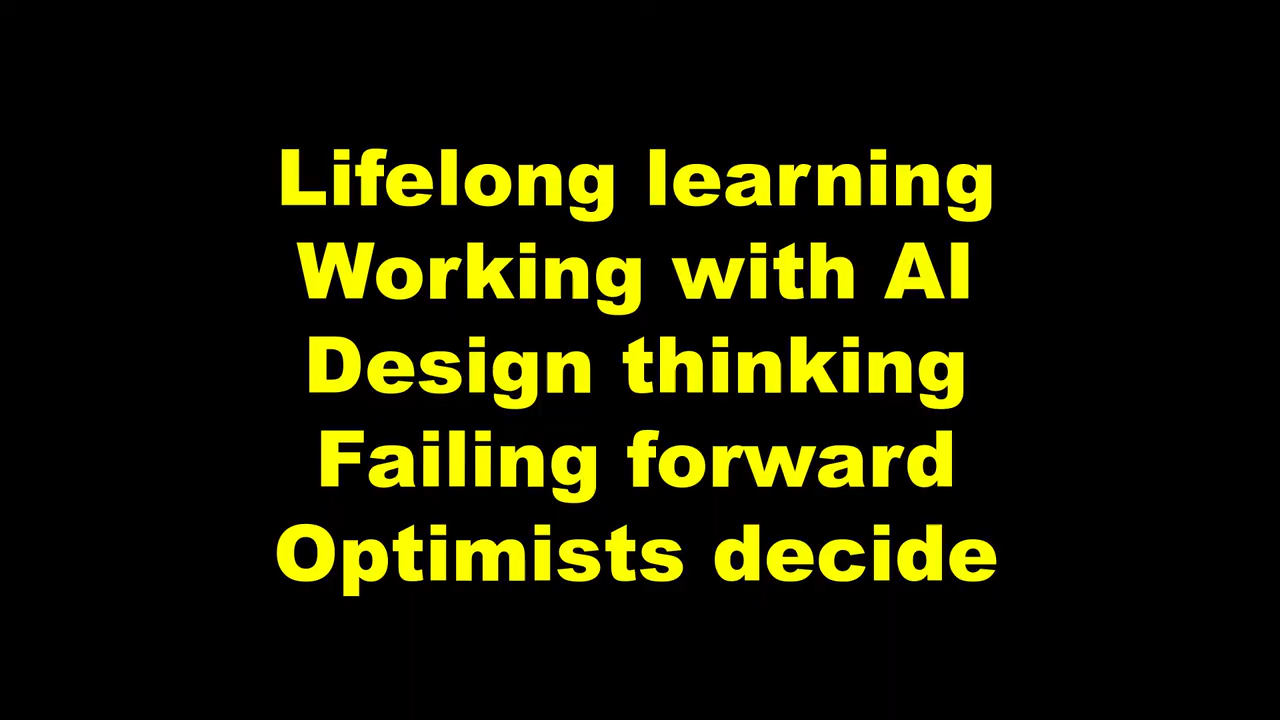 Lifelong learning
Working with AI
Design thinking
Failing forward
Optimists decide